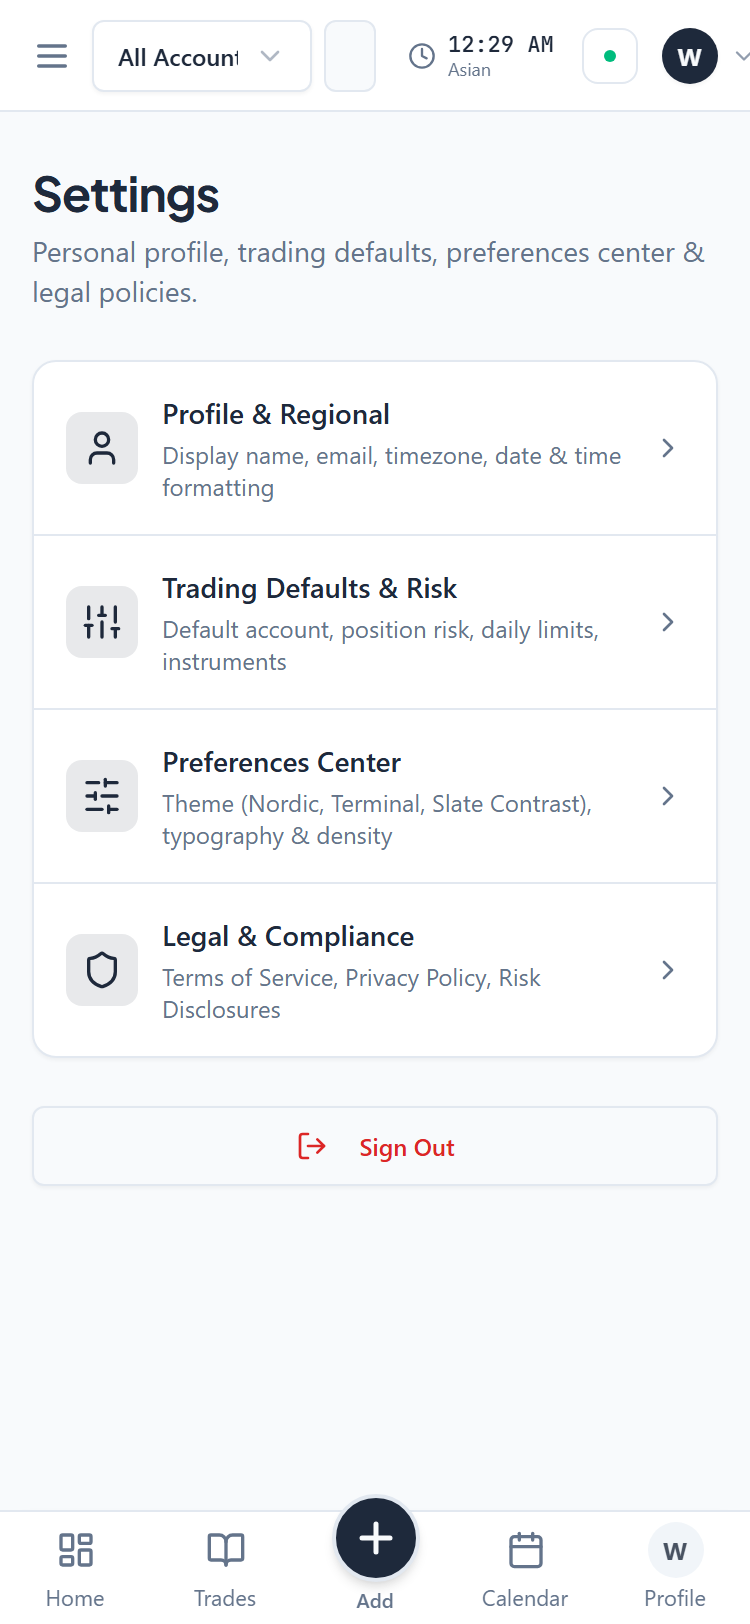 All Account
12:29 AM
Asian
W
Settings
Personal profile, trading defaults, preferences center &
legal policies.
Profile & Regional
Display name, email, timezone, date & time
formatting
Trading Defaults & Risk
Default account, position risk, daily limits,
instruments
Preferences Center
Theme (Nordic, Terminal, Slate Contrast),
typography & density
Legal & Compliance
Terms of Service, Privacy Policy, Risk
Disclosures
Sign Out
W
Home
Trades
Add
Calendar
Profile